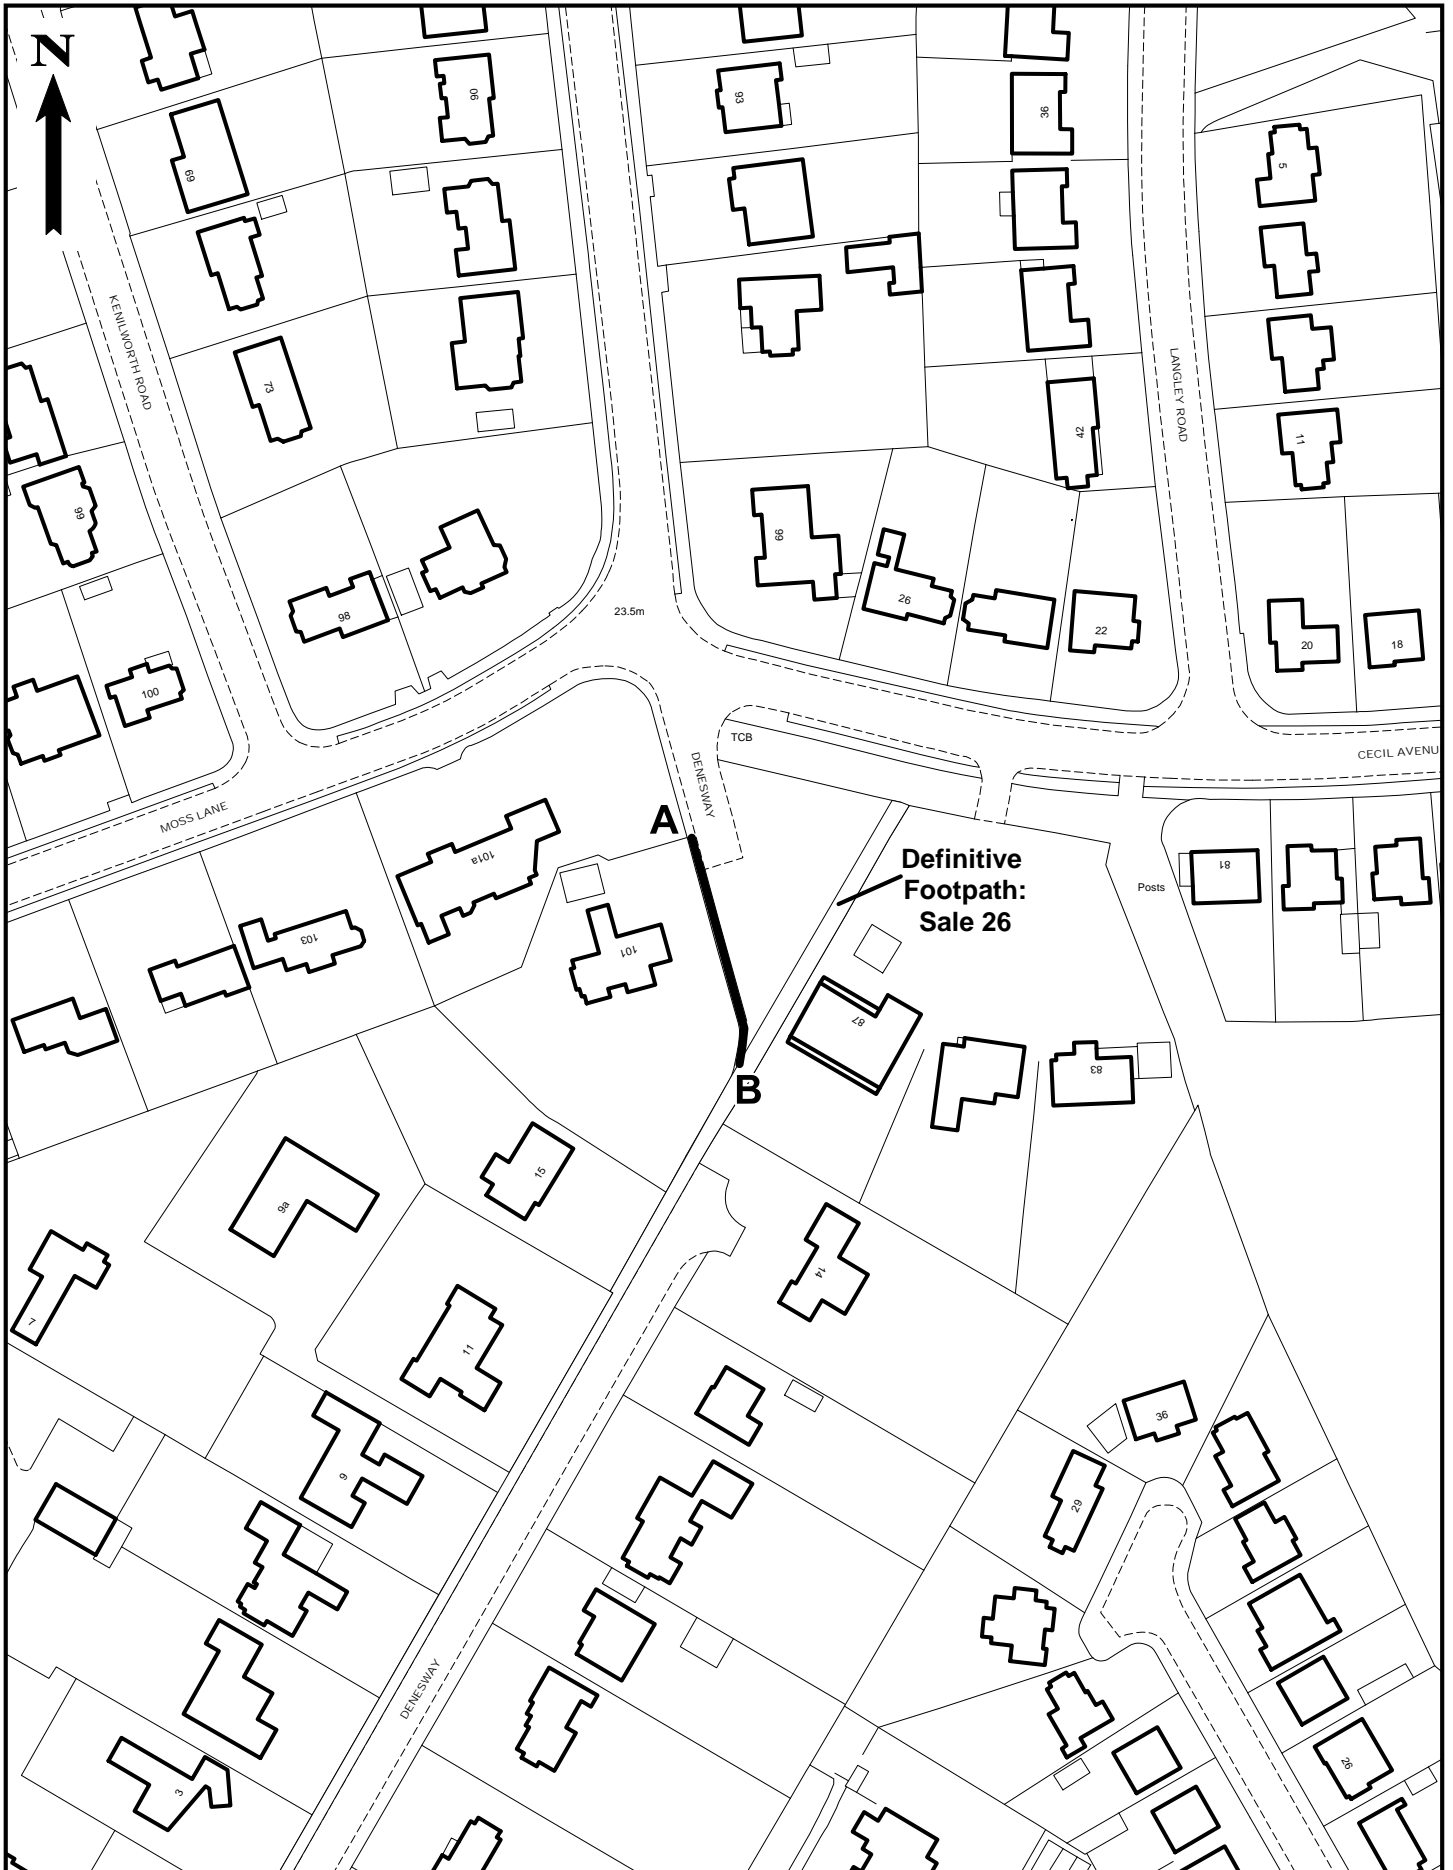 N
90
93
36
69
5
KENILWORTH ROAD
LANGLEY ROAD
73
42
11
99
99
26
98
23.5m
22
20
18
100
TCB
CECIL AVENU
DENESWAY
MOSS LANE
A
101a
Definitive
Footpath:
Sale 26
81
Posts
103
101
87
83
B
15
9a
14
7
11
36
9
29
DENESWAY
26
3